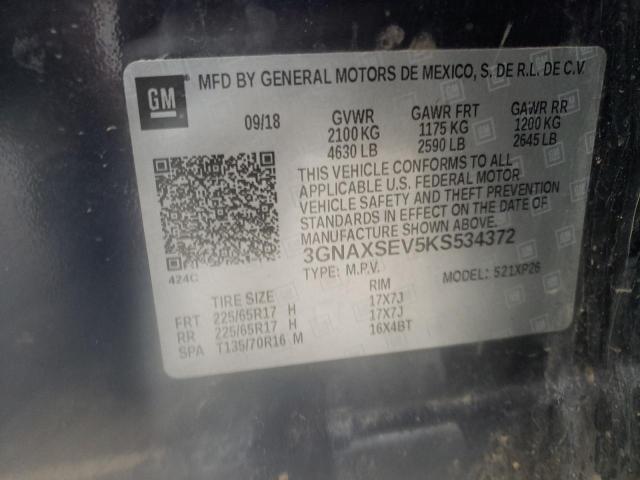 GM
MFD BY GENERAL MOTORS DE MEXICO, S. DE R.L. DE C.V.
09/18 GVWR GAWR FRT GAWR RR
2100 KG 1175 KG 1200 KG
4630 LB 2590 LB 2645 LB
THIS VEHICLE CONFORMS TO ALL
APPLICABLE U.S. FEDERAL MOTOR
VEHICLE SAFETY AND THEFT PREVENTION
STANDARDS IN EFFECT ON THE DATE OF
MANUFACTURE SHOWN ABOVE.
3GNAXSEV5KS534372
424C TYPE: M.P.V. MODEL: 521XP26
TIRE SIZE RIM
FRT 225/65R17 H 17X7J
RR 225/65R17 H 17X7J
SPA T135/70R16 M 16X4BT